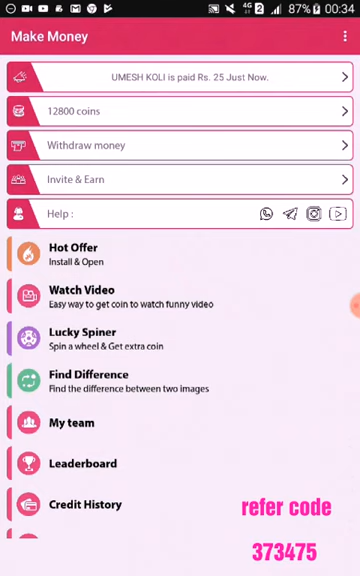 4G 2 87% 00:34
Make Money
UMESH KOLI is paid Rs. 25 Just Now.
12800 coins
Withdraw money
Invite & Earn
Help :
Hot Offer
Install & Open
Watch Video
Easy way to get coin to watch funny video
Lucky Spiner
Spin a wheel & Get extra coin
Find Difference
Find the difference between two images
My team
Leaderboard
Credit History
refer code
373475